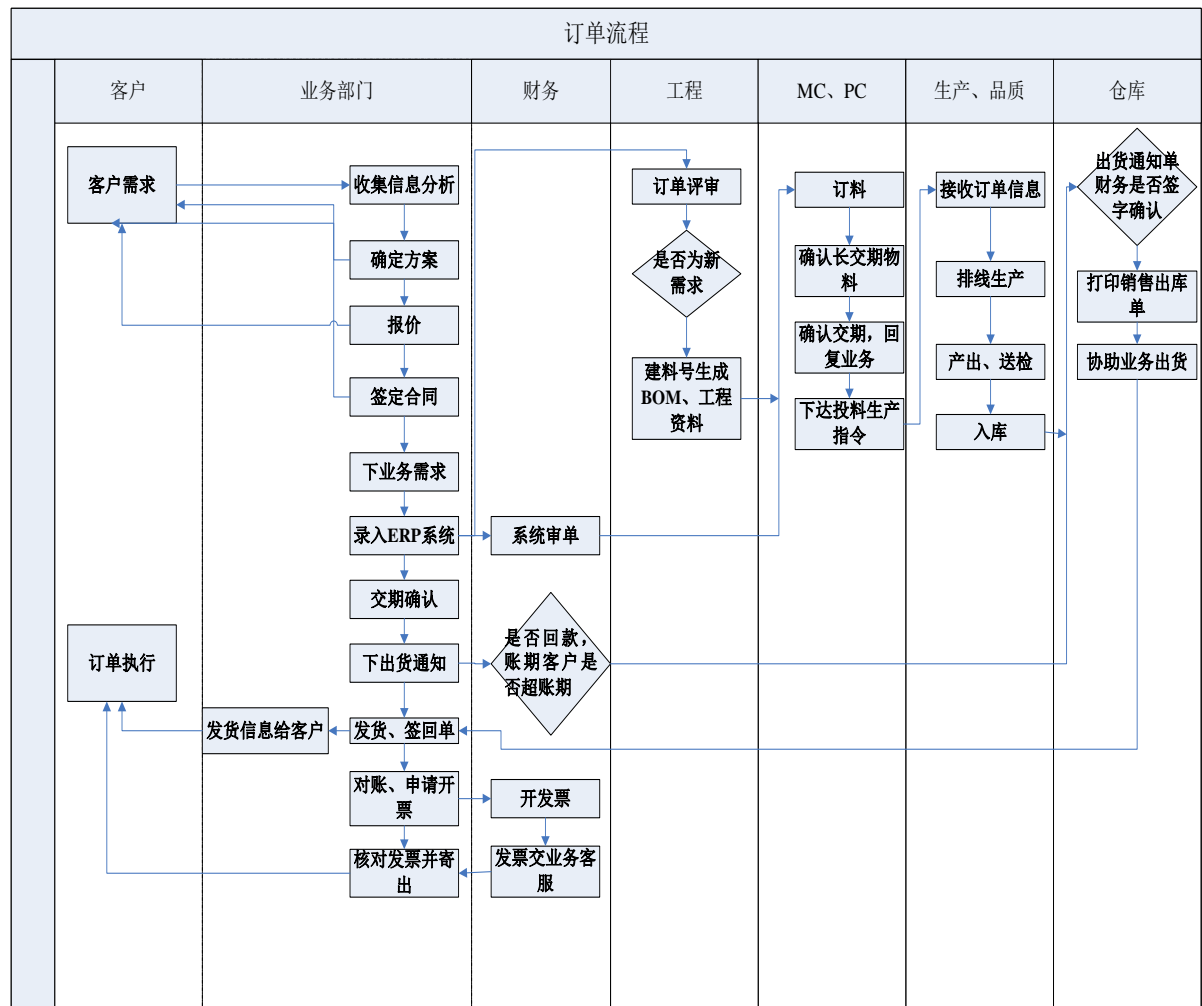 订单流程
客户
业务部门
财务
工程
MC、PC
生产、品质
仓库
客户需求
订单执行
收集信息分析
确定方案
报价
签定合同
下业务需求
录入ERP系统
交期确认
下出货通知
发货、签回单
发货信息给客户
对账、申请开
票
核对发票并寄
出
系统审单
是否回款，
账期客户是
否超账期
开发票
发票交业务客
服
订单评审
是否为新
需求
建料号生成
BOM、工程
资料
订料
确认长交期物
料
确认交期，回
复业务
下达投料生产
指令
接收订单信息
排线生产
产出、送检
入库
出货通知单
财务是否签
字确认
打印销售出库
单
协助业务出货